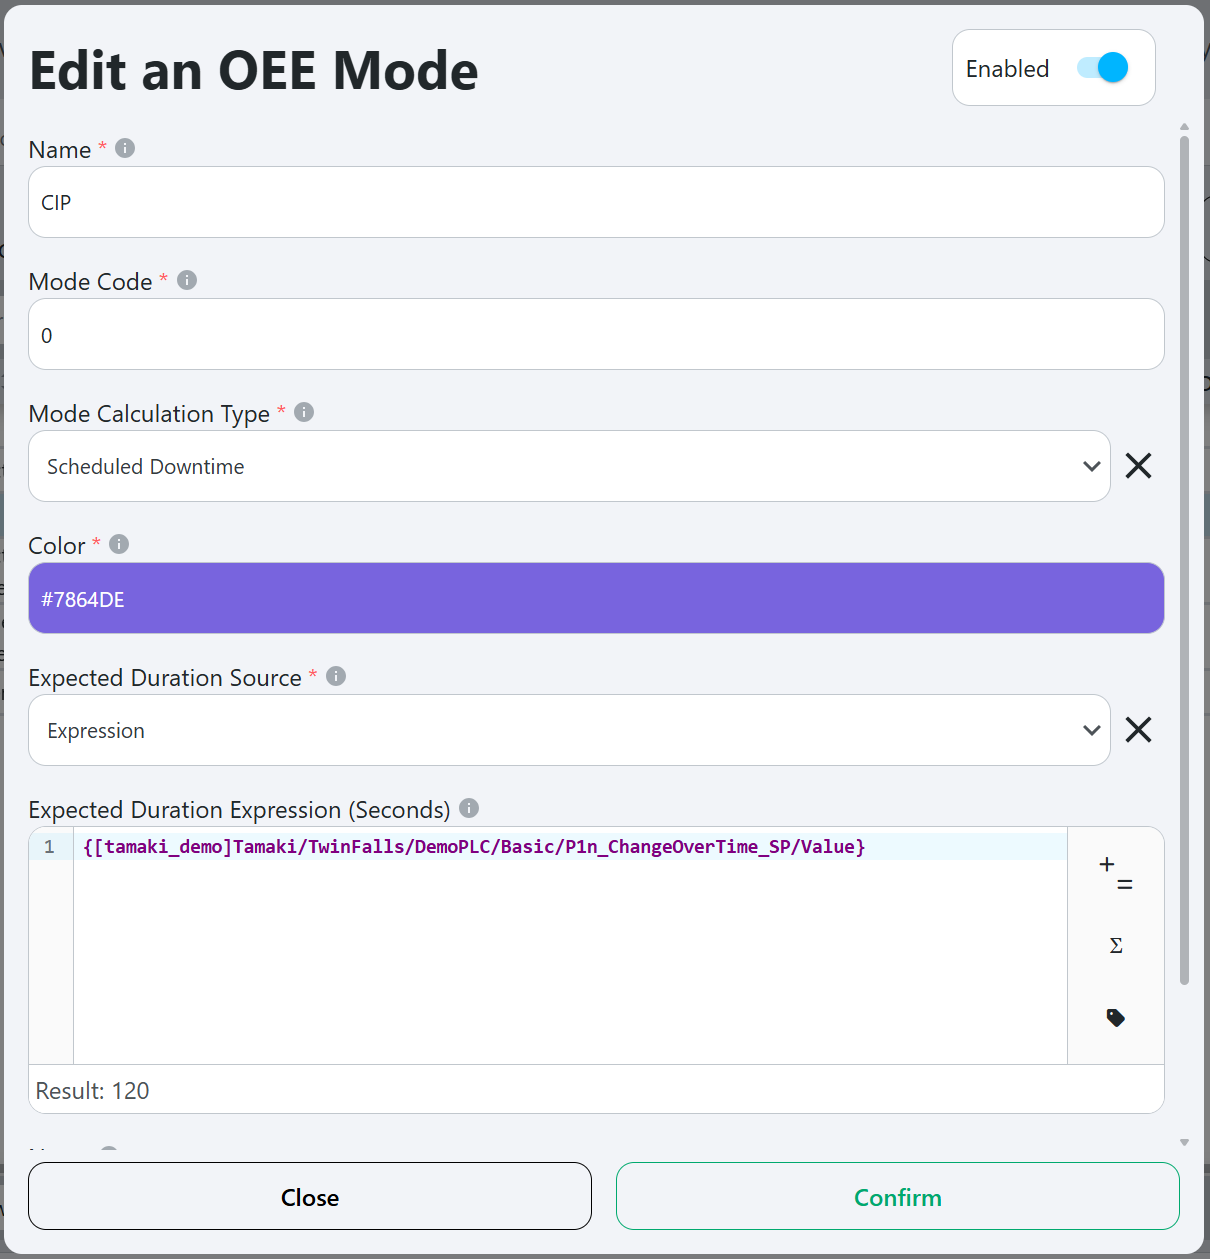 Edit an OEE Mode
Enabled
Name *
CIP
Mode Code *
0
Mode Calculation Type *
Scheduled Downtime
Color *
#7864DE
Expected Duration Source *
Expression
Expected Duration Expression (Seconds)
1 {[tamaki_demo]Tamaki/TwinFalls/DemoPLC/Basic/P1n_ChangeOverTime_SP/Value}
+ =
Σ
Result: 120
Close
Confirm